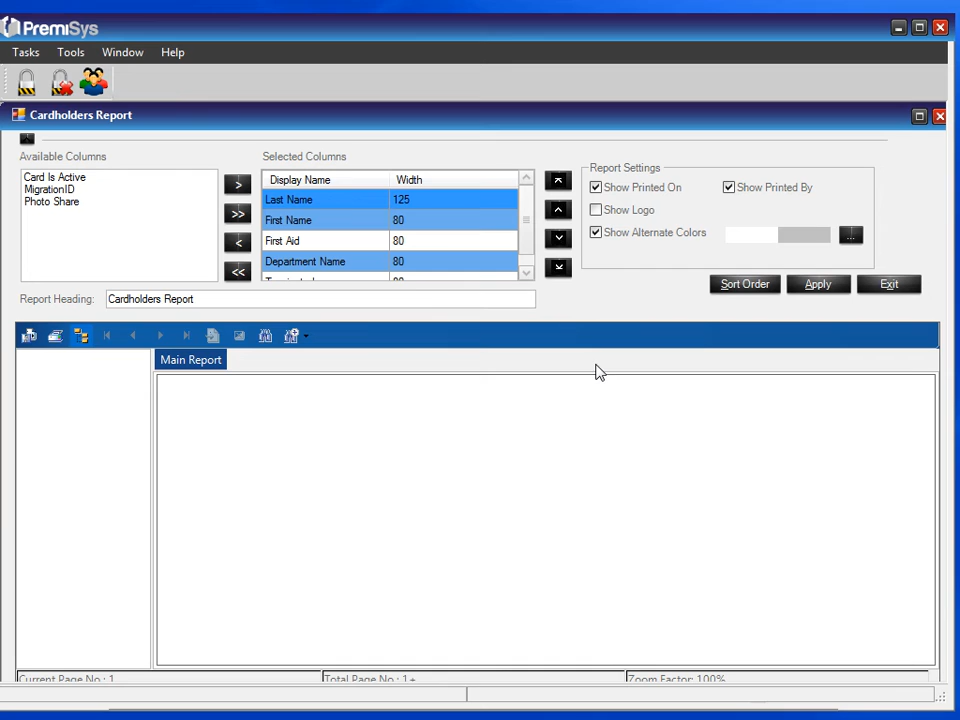 PremiSys
Tasks Tools Window Help
Cardholders Report
Available Columns
Card Is Active
MigrationID
Photo Share
>
>>
<
<<
Selected Columns
Display Name Width
Last Name 125
First Name 80
First Aid 80
Department Name 80
Report Settings
Show Printed On Show Printed By
Show Logo
Show Alternate Colors ...
Sort Order Apply Exit
Report Heading: Cardholders Report
Main Report
Current Page No.: 1 Total Page No.: 1+ Zoom Factor: 100%